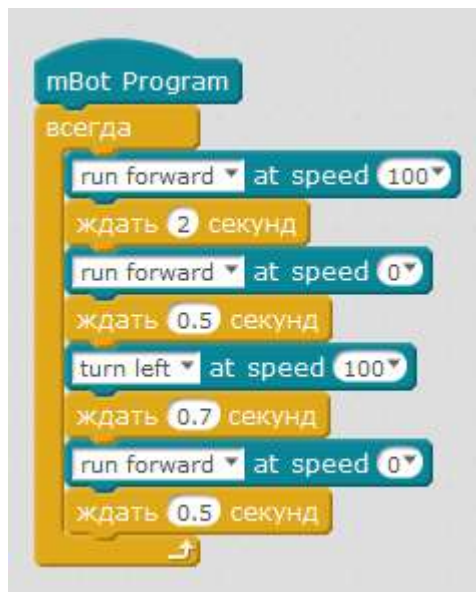 mBot Program
всегда
run forward at speed 100
ждать 2 секунд
run forward at speed 0
ждать 0.5 секунд
turn left at speed 100
ждать 0.7 секунд
run forward at speed 0
ждать 0.5 секунд